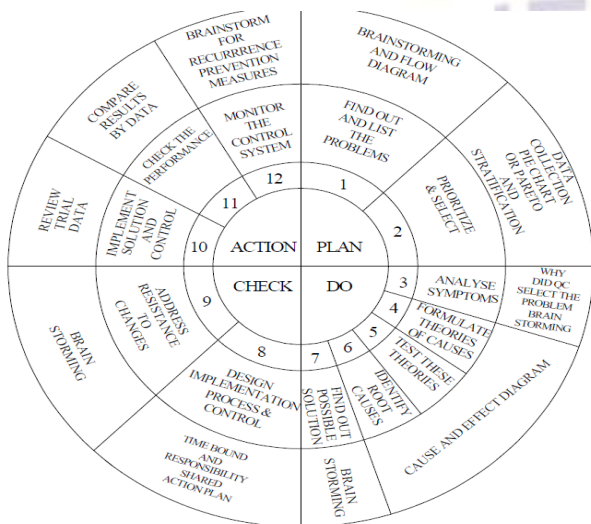 BRAINSTORM
FOR
RECURRRENCE
PREVENTION
MEASURES
BRAINSTORMING
AND FLOW
DIAGRAM
COMPARE
RESULTS
BY DATA
CHECK THE
PERFORMANCE
MONITOR
THE
CONTROL
SYSTEM
FIND OUT
AND LIST
THE
PROBLEMS
DATA
COLLECTION
PIE CHART
OR PARETO
AND
STRATIFICATION
PRIORITIZE
& SELECT
REVIEW
TRIAL
DATA
IMPLEMENT
SOLUTION
AND
CONTROL
12
1
11
2
10
ACTION
PLAN
CHECK
DO
9
3
4
5
6
7
8
ANALYSE
SYMPTOMS
WHY
DID QC
SELECT THE
PROBLEM
BRAIN
STORMING
FORMULATE
THEORIES
OF CAUSES
TEST THESE
THEORIES
IDENTIFY
ROOT
CAUSES
FIND OUT
POSSIBLE
SOLUTION
ADDRESS
RESISTANCE
TO
CHANGES
DESIGN
IMPLEMENTATION
PROCESS &
CONTROL
BRAIN
STORMING
TIME BOUND
AND
RESPONSIBILITY
SHARED
ACTION PLAN
BRAIN
STORMING
CAUSE AND EFFECT DIAGRAM